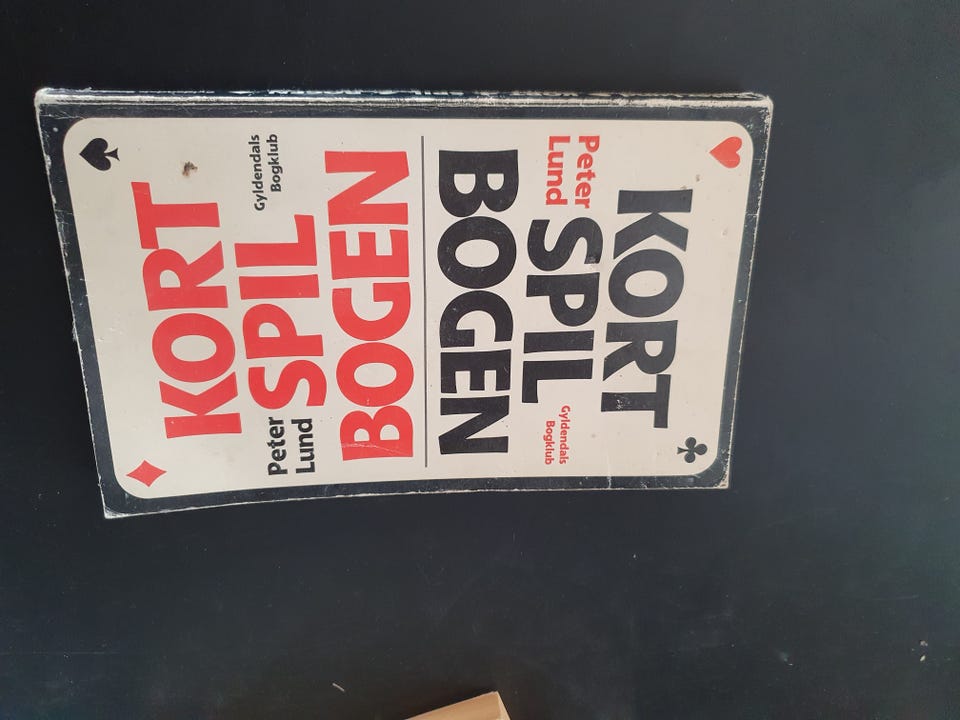 KORT
Peter
Lund
SPIL
Gyldendals
Bogklub
BOGEN
KORT
Peter
Lund
SPIL
Gyldendals
Bogklub
BOGEN